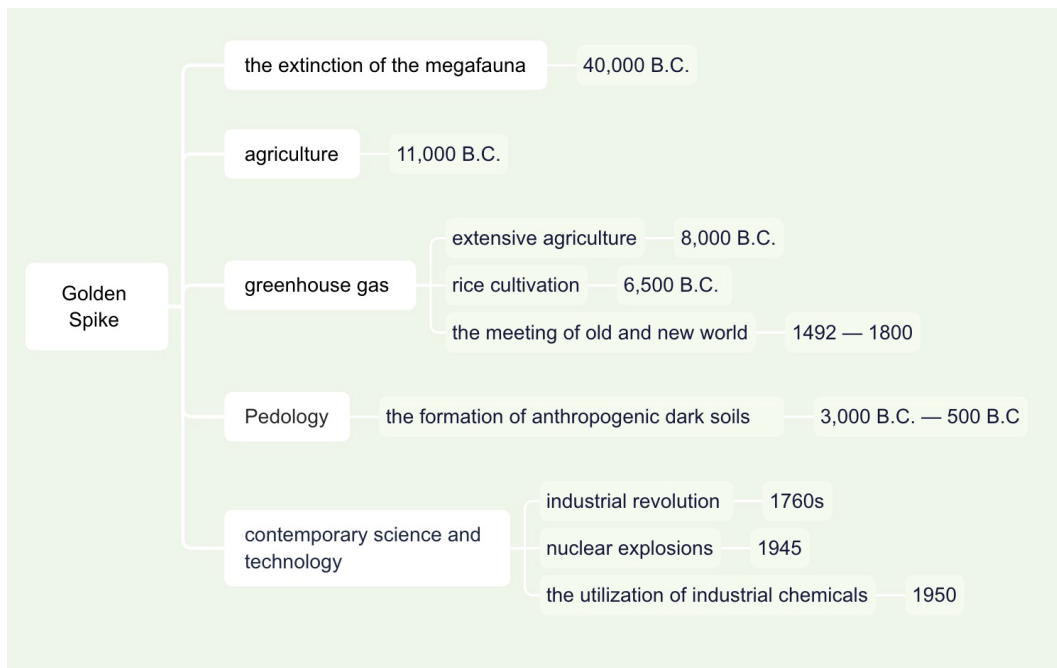 the extinction of the megafauna
40,000 B.C.
agriculture
11,000 B.C.
extensive agriculture
8,000 B.C.
Golden
Spike
greenhouse gas
rice cultivation
6,500 B.C.
the meeting of old and new world
1492 — 1800
Pedology
the formation of anthropogenic dark soils
3,000 B.C. — 500 B.C
industrial revolution
1760s
contemporary science and
technology
nuclear explosions
1945
the utilization of industrial chemicals
1950